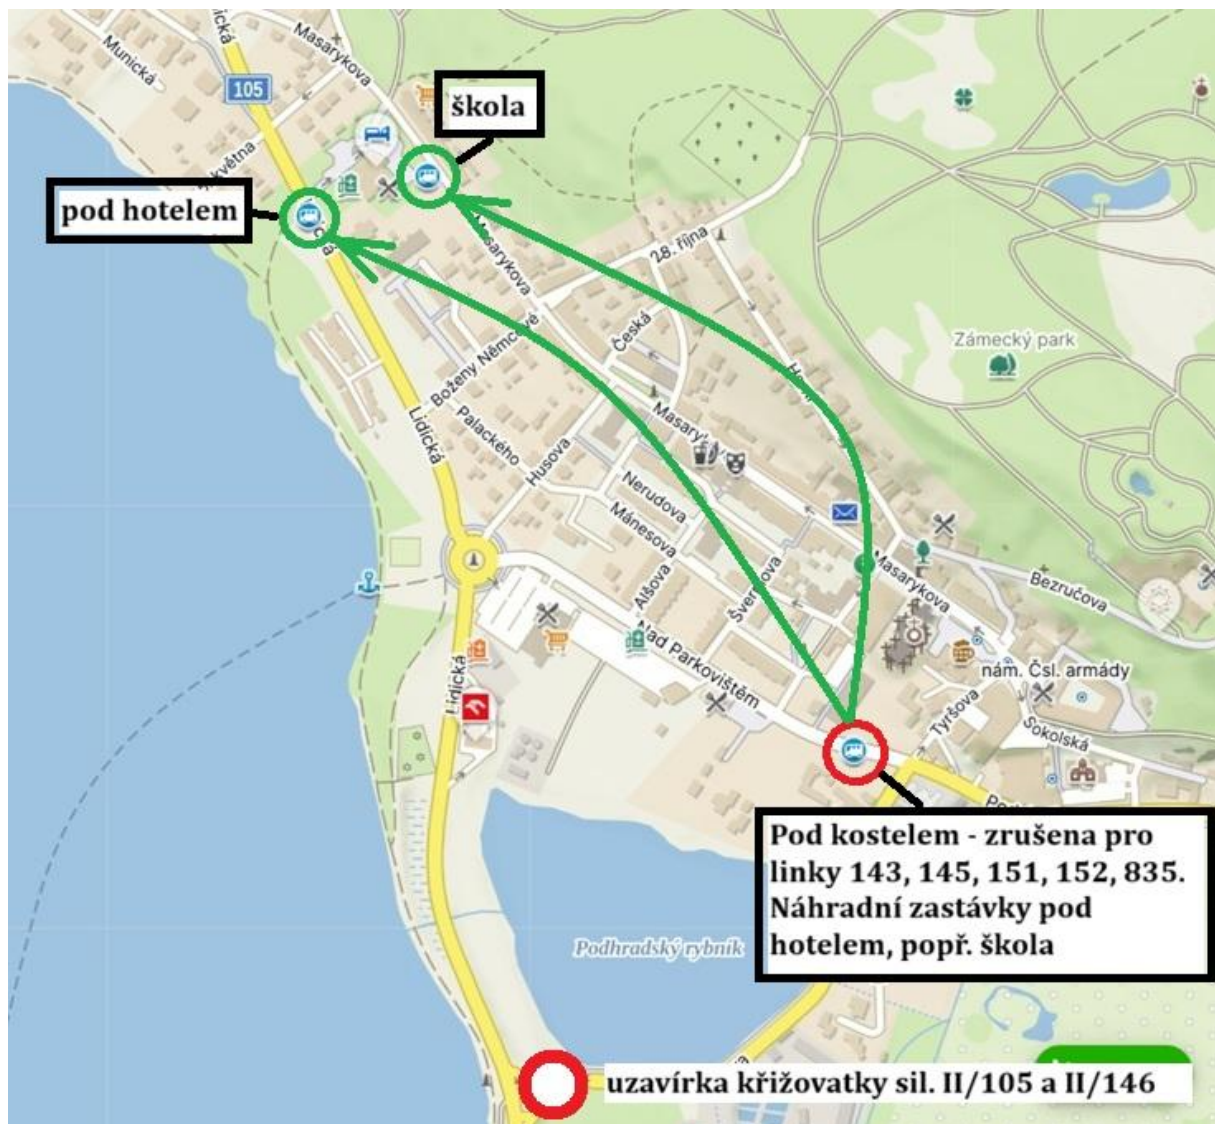 Munická
Masarykova
105
škola
května
pod hotelem
Masarykova
28. října
Česká
Boženy Němcové
Zámecký park
Lidická
Palackého
Husova
Nerudova
Mánesova
Alšova
Nad Parkovištěm
Masarykova
Bezručova
nám. Čsl. armády
Tyršova
Sokolská
Lidická
Pod kostelem - zrušena pro
linky 143, 145, 151, 152, 835.
Náhradní zastávky pod
hotelem, popř. škola
Podhradský rybník
uzavírka křižovatky sil. II/105 a II/146